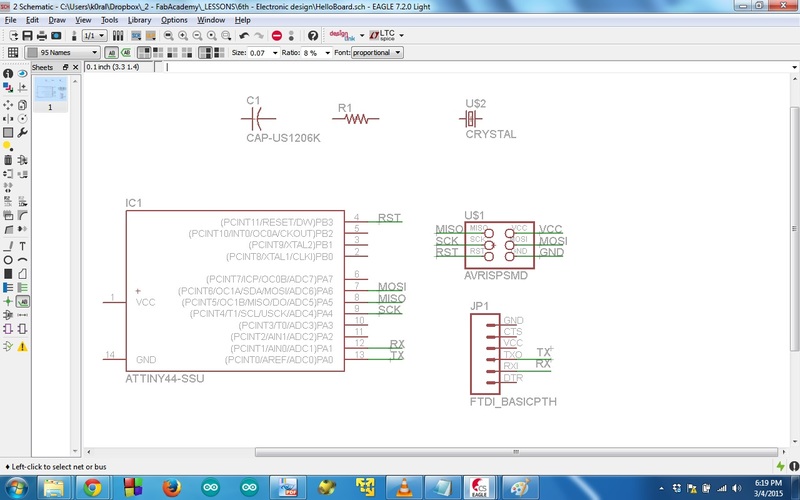 2 Schematic - C:\Users\k0ral\Dropbox\_2 - FabAcademy\_LESSONS\6th - Electronic design\HelloBoard.sch - EAGLE 7.2.0 Light
File Edit Draw View Tools Library Options Window Help
1/1 design link LTC spice
95 Names Size: 0.07 Ratio: 8 % Font: proportional
Sheets
0.1 inch (3.3 1.4)
1
C1
CAP-US1206K
R1
U$2
CRYSTAL
IC1
(PCINT11/RESET/DW)PB3 4 RST
(PCINT10/INT0/OC0A/CKOUT)PB2 5
(PCINT9/XTAL2)PB1 3
(PCINT8/XTAL1/CLKI)PB0 2
(PCINT7/ICP/OC0B/ADC7)PA7 6
(PCINT6/OC1A/SDA/MOSI/ADC6)PA6 7 MOSI
1 VCC (PCINT5/OC1B/MISO/DO/ADC5)PA5 8 MISO
(PCINT4/T1/SCL/USCK/ADC4)PA4 9 SCK
(PCINT3/T0/ADC3)PA3 10
(PCINT2/AIN1/ADC2)PA2 11
(PCINT1/AIN0/ADC1)PA1 12 RX
14 GND (PCINT0/AREF/ADC0)PA0 13 TX
ATTINY44-SSU
U$1
MISO MISO VCC VCC
SCK SCK MOSI MOSI
RST RST GND GND
AVRISPSMD
JP1
GND
CTS
VCC
TXO TX
RXI RX
DTR
FTDI_BASICPTH
Left-click to select net or bus
PDF
CS
EAGLE
6:19 PM
3/4/2015